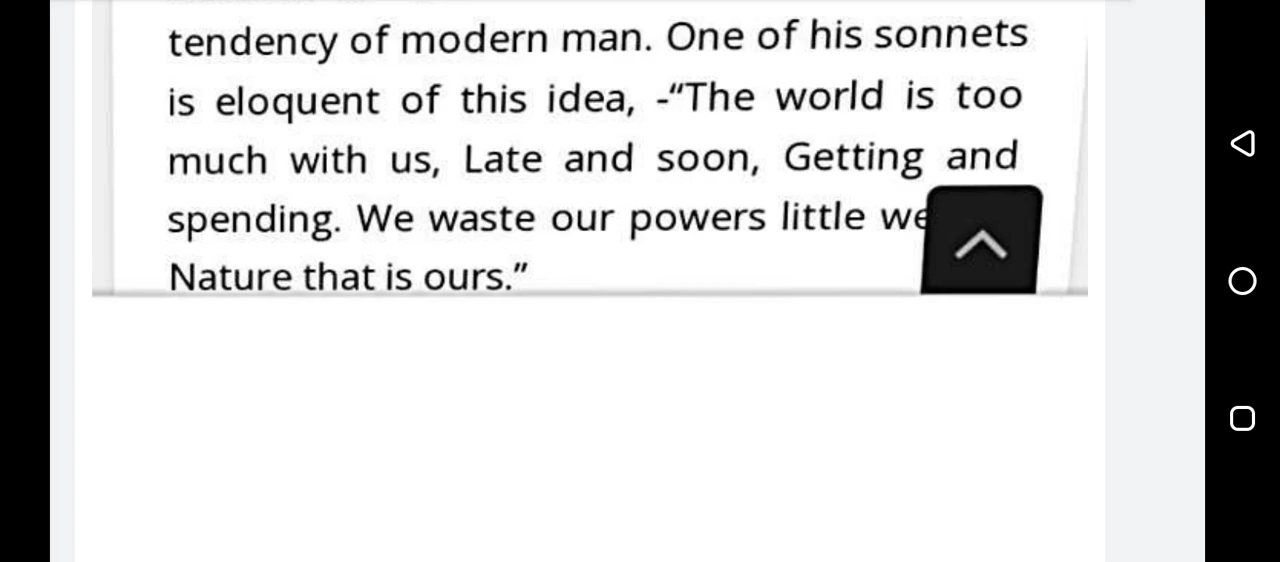 tendency of modern man. One of his sonnets
is eloquent of this idea, -“The world is too
much with us, Late and soon, Getting and
spending. We waste our powers little
Nature that is ours.”